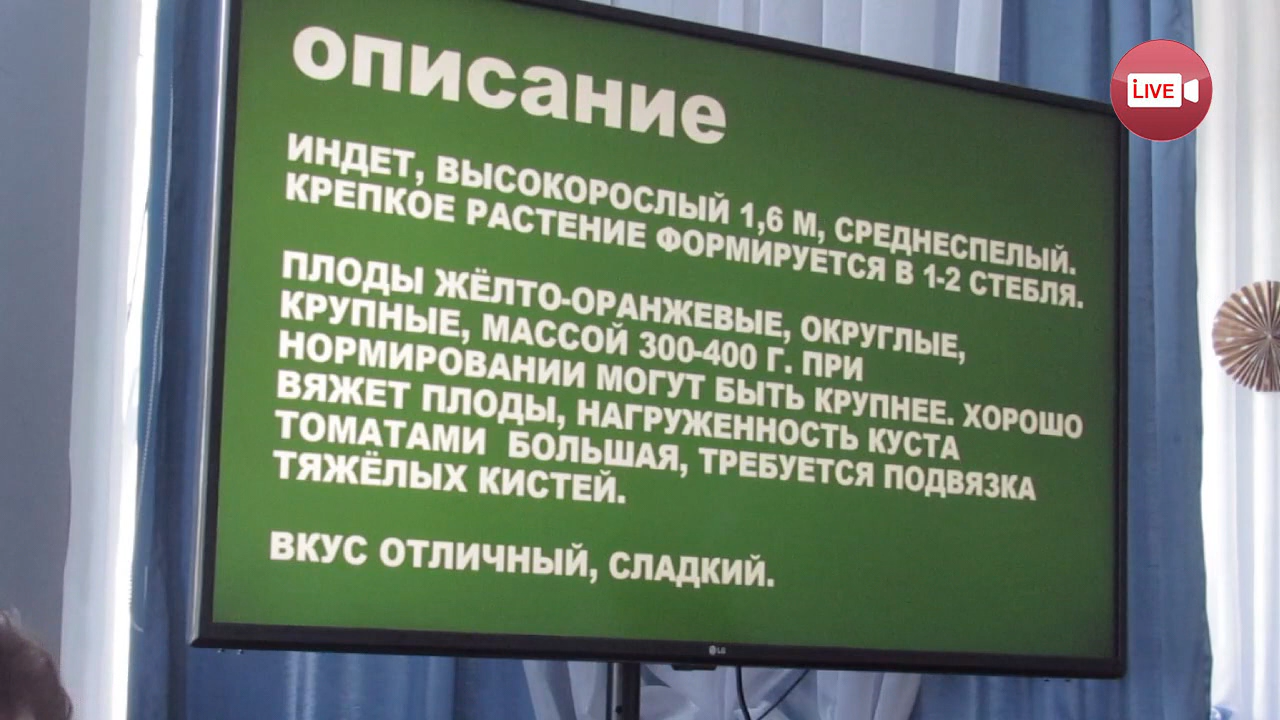 описание
LIVE
ИНДЕТ, ВЫСОКОРОСЛЫЙ 1,6 М, СРЕДНЕСПЕЛЫЙ.
КРЕПКОЕ РАСТЕНИЕ ФОРМИРУЕТСЯ В 1-2 СТЕБЛЯ.
ПЛОДЫ ЖЁЛТО-ОРАНЖЕВЫЕ, ОКРУГЛЫЕ,
КРУПНЫЕ, МАССОЙ 300-400 Г. ПРИ
НОРМИРОВАНИИ МОГУТ БЫТЬ КРУПНЕЕ. ХОРОШО
ВЯЖЕТ ПЛОДЫ, НАГРУЖЕННОСТЬ КУСТА
ТОМАТАМИ БОЛЬШАЯ, ТРЕБУЕТСЯ ПОДВЯЗКА
ТЯЖЁЛЫХ КИСТЕЙ.
ВКУС ОТЛИЧНЫЙ, СЛАДКИЙ.
LG